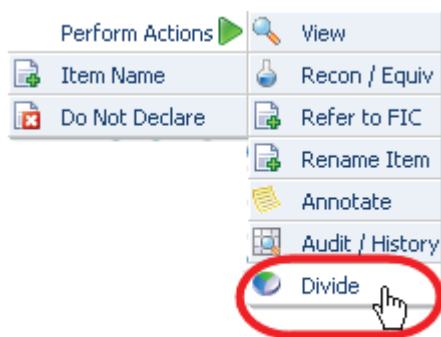 Perform Actions
View
Item Name
Recon / Equiv
Do Not Declare
Refer to FIC
Rename Item
Annotate
Audit / History
Divide